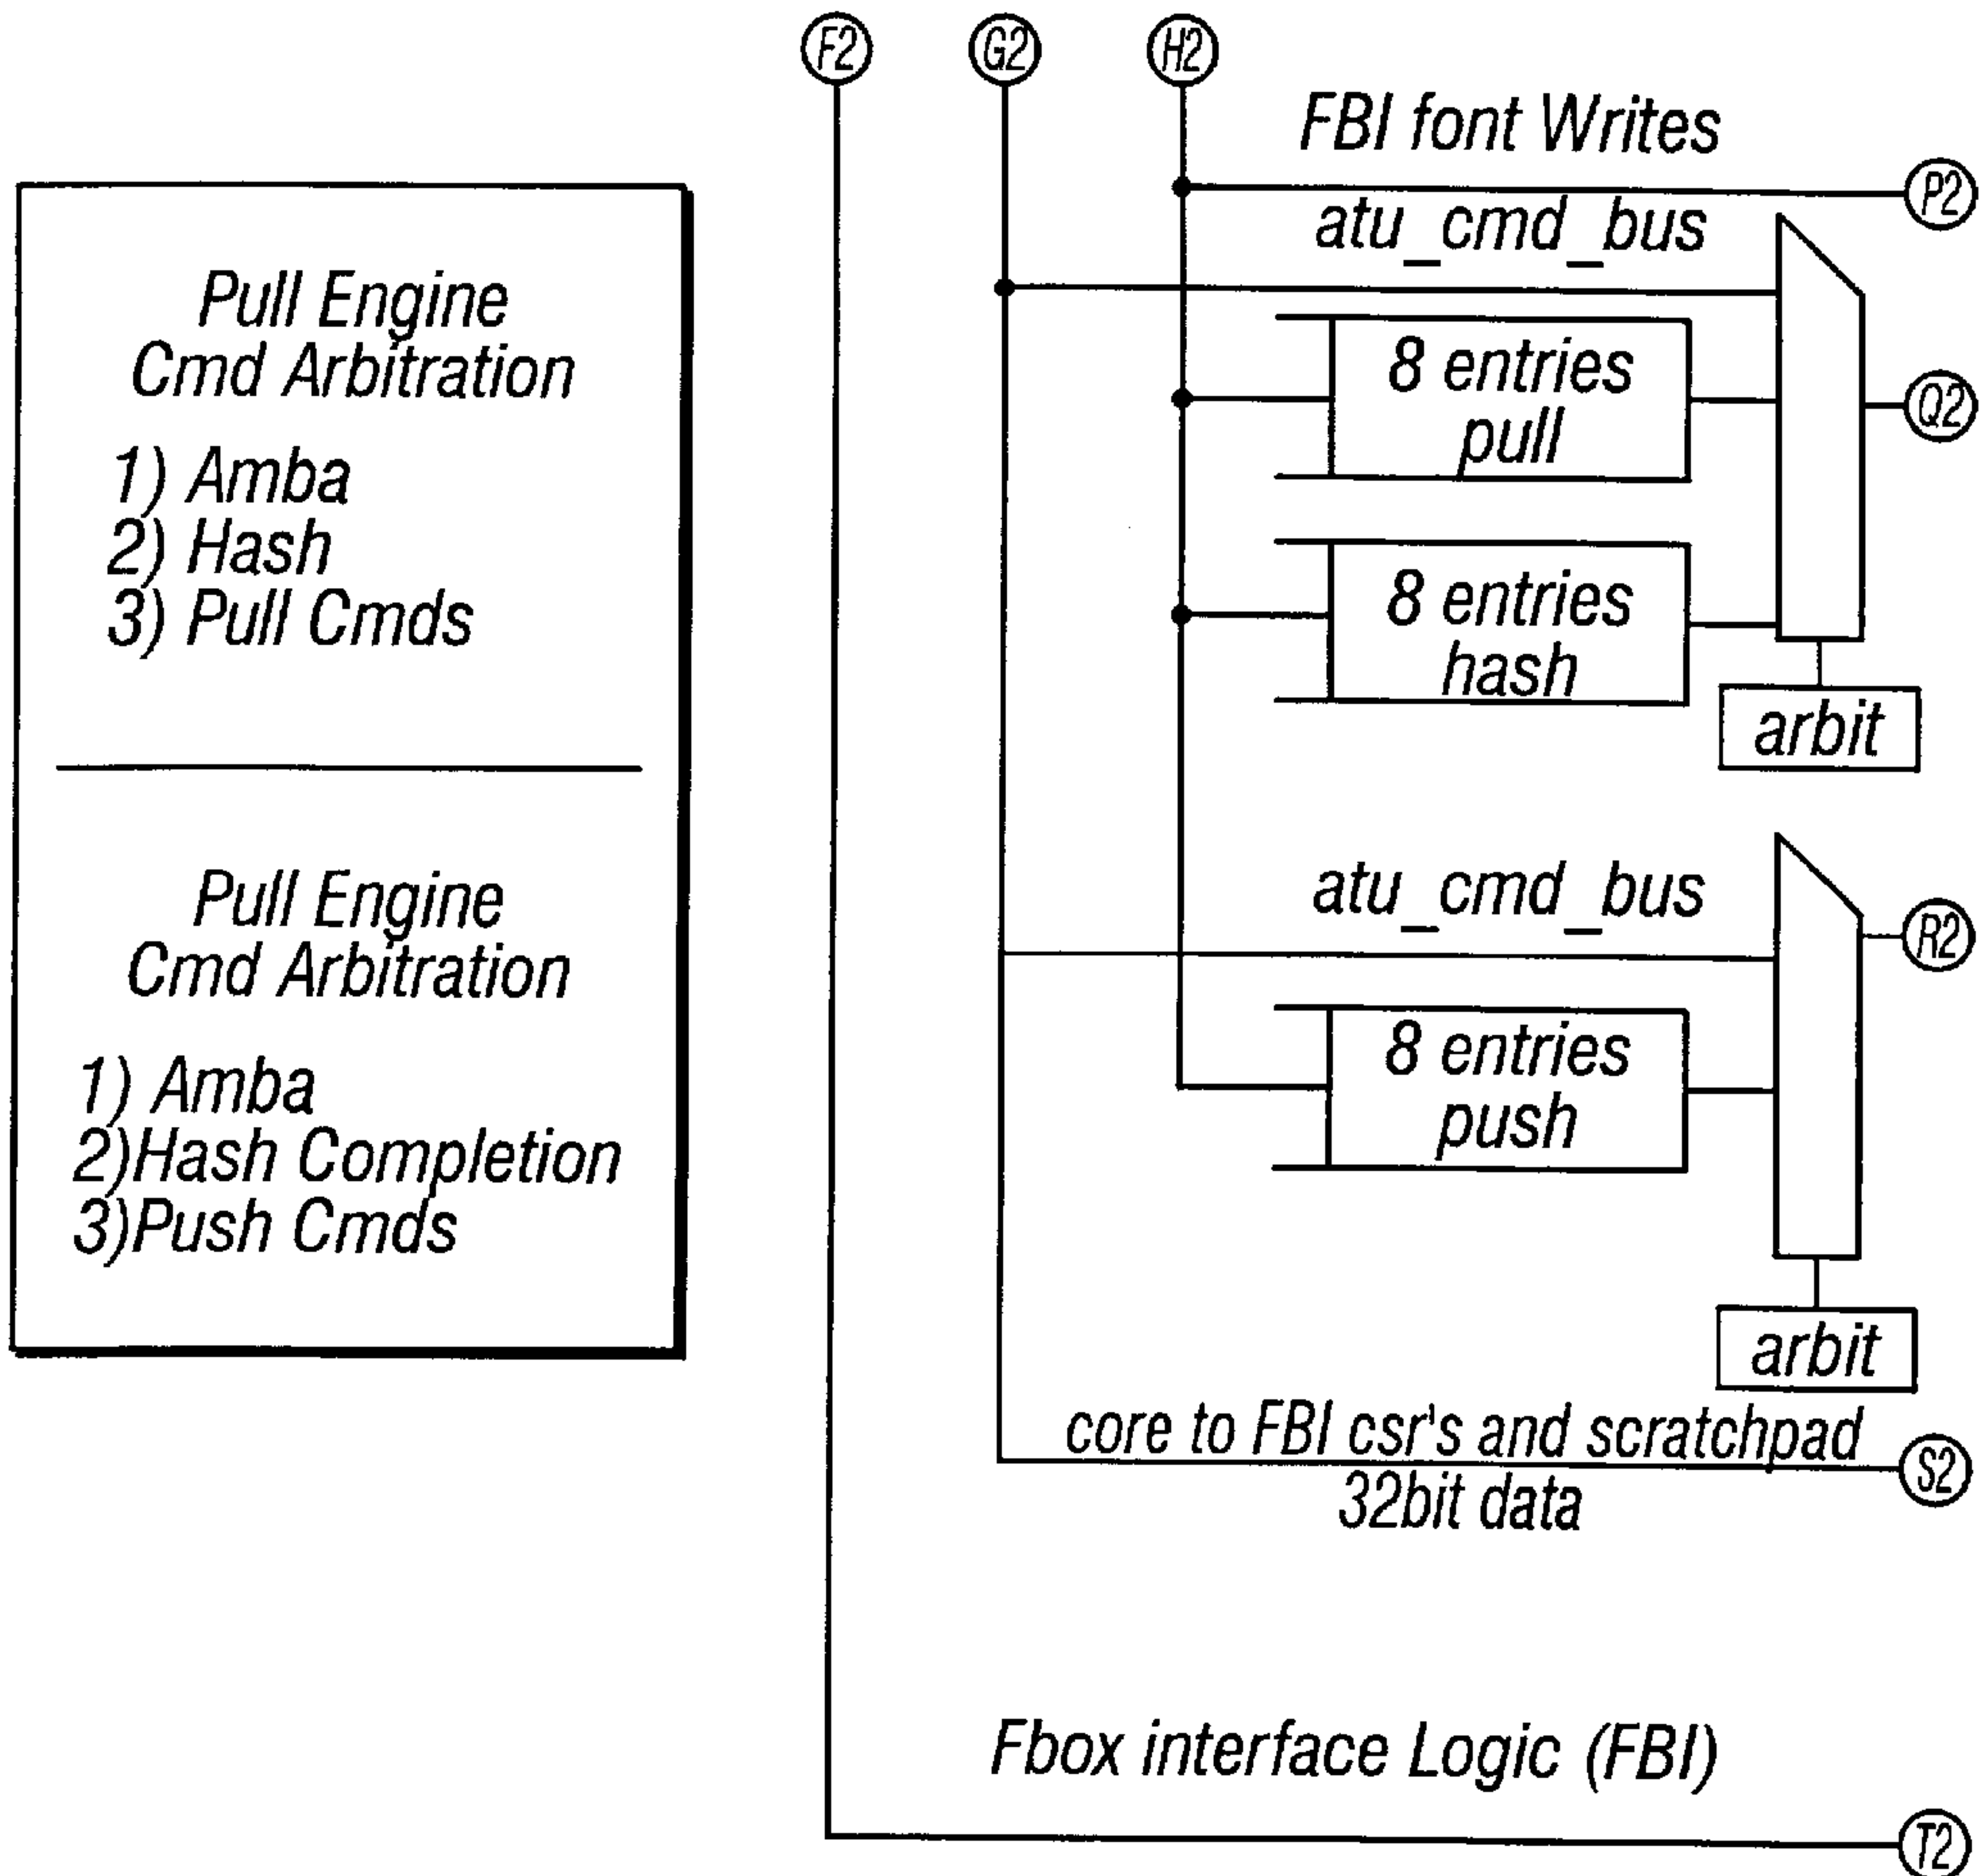 F2
G2
H2
FBI font Writes
P2
atu_cmd_bus
Pull Engine
Cmd Arbitration
1) Amba
2) Hash
3) Pull Cmds
8 entries
pull
Q2
8 entries
hash
arbit
Pull Engine
Cmd Arbitration
1) Amba
2)Hash Completion
3)Push Cmds
atu_cmd_bus
R2
8 entries
push
arbit
core to FBI csr's and scratchpad
S2
32bit data
Fbox interface Logic (FBI)
T2